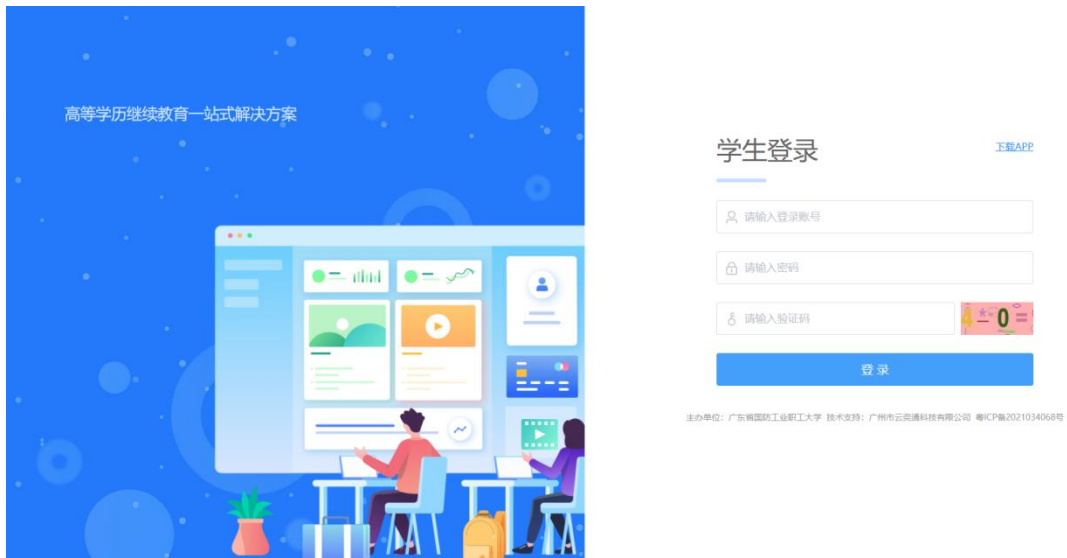 高等学历继续教育一站式解决方案
学生登录
下载APP
请输入登录账号
请输入密码
请输入验证码
4-0=
登录
主办单位：广东省国防工业职工大学 技术支持：广州市云奕通科技有限公司 粤ICP备2021034068号